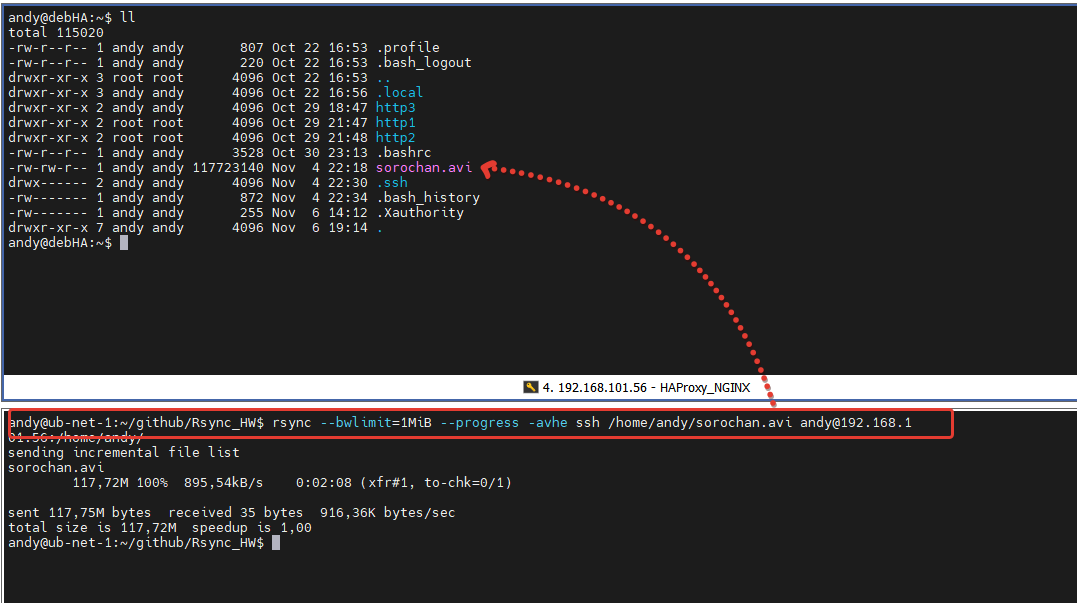 andy@debHA:~$ ll
total 115020
-rw-r--r-- 1 andy andy       807 Oct 22 16:53 .profile
-rw-r--r-- 1 andy andy       220 Oct 22 16:53 .bash_logout
drwxr-xr-x 3 root root      4096 Oct 22 16:53 ..
drwxr-xr-x 3 andy andy      4096 Oct 22 16:56 .local
drwxr-xr-x 2 andy andy      4096 Oct 29 18:47 http3
drwxr-xr-x 2 root root      4096 Oct 29 21:47 http1
drwxr-xr-x 2 root root      4096 Oct 29 21:48 http2
-rw-r--r-- 1 andy andy      3528 Oct 30 23:13 .bashrc
-rw-rw-r-- 1 andy andy 117723140 Nov  4 22:18 sorochan.avi
drwx------ 2 andy andy      4096 Nov  4 22:30 .ssh
-rw------- 1 andy andy       872 Nov  4 22:34 .bash_history
-rw------- 1 andy andy       255 Nov  6 14:12 .Xauthority
drwxr-xr-x 7 andy andy      4096 Nov  6 19:14 .
andy@debHA:~$
4. 192.168.101.56 - HAProxy_NGINX
andy@ub-net-1:~/github/Rsync_HW$ rsync --bwlimit=1MiB --progress -avhe ssh /home/andy/sorochan.avi andy@192.168.1
01.56:/home/andy/
sending incremental file list
sorochan.avi
        117,72M 100%  895,54kB/s    0:02:08 (xfr#1, to-chk=0/1)
sent 117,75M bytes  received 35 bytes  916,36K bytes/sec
total size is 117,72M  speedup is 1,00
andy@ub-net-1:~/github/Rsync_HW$